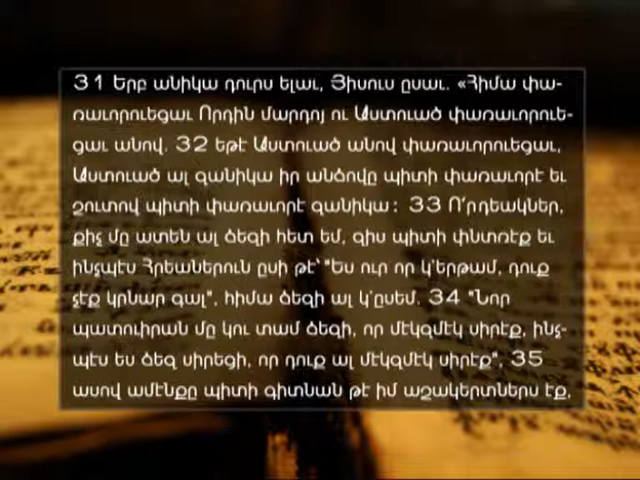 31 Երբ անիկա դուրս ելաւ, Յիսուս ըսաւ. «Հիմա փա-
ռաւորուեցաւ Որդին մարդոյ ու Աստուած փառաւորուե-
ցաւ անով. 32 եթէ Աստուած անով փառաւորուեցաւ,
Աստուած ալ զանիկա իր անձովը պիտի փառաւորէ եւ
շուտով պիտի փառաւորէ զանիկա: 33 Ո՛րդեակներ,
քիչ մը ատեն ալ ձեզի հետ եմ, զիս պիտի փնտռէք եւ
ինչպէս Հրեաներուն ըսի թէ՝ "Ես ուր որ կ՚երթամ, դուք
չէք կրնար գալ", հիմա ձեզի ալ կ՚ըսեմ. 34 "Նոր
պատուիրան մը կու տամ ձեզի, որ մէկզմէկ սիրէք, ինչ-
պէս ես ձեզ սիրեցի, որ դուք ալ մէկզմէկ սիրէք", 35
ասով ամէնքը պիտի գիտնան թէ իմ աշակերտներս էք,